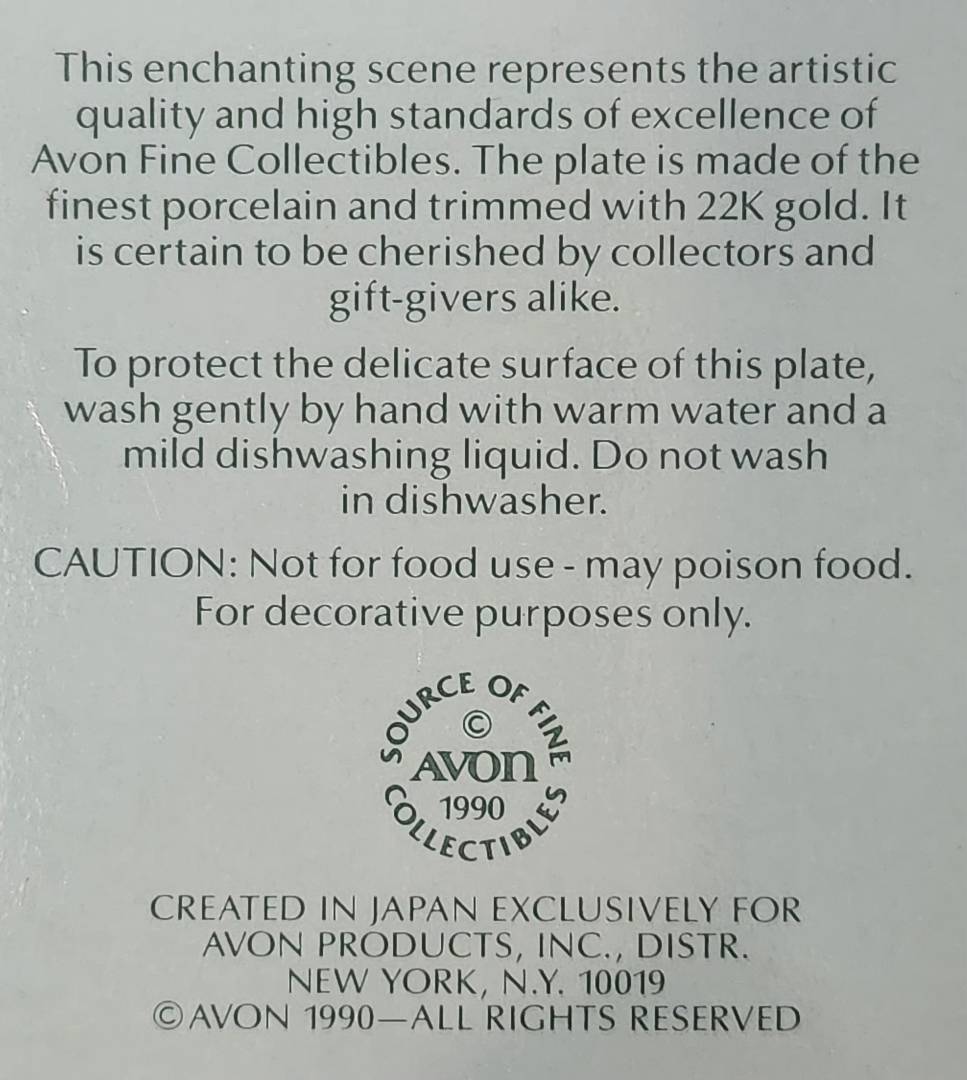 This enchanting scene represents the artistic
quality and high standards of excellence of
Avon Fine Collectibles. The plate is made of the
finest porcelain and trimmed with 22K gold. It
is certain to be cherished by collectors and
gift-givers alike.
To protect the delicate surface of this plate,
wash gently by hand with warm water and a
mild dishwashing liquid. Do not wash
in dishwasher.
CAUTION: Not for food use - may poison food.
For decorative purposes only.
SOURCE OF FINE
©
AVON
1990
COLLECTIBLES
CREATED IN JAPAN EXCLUSIVELY FOR
AVON PRODUCTS, INC., DISTR.
NEW YORK, N.Y. 10019
©AVON 1990—ALL RIGHTS RESERVED